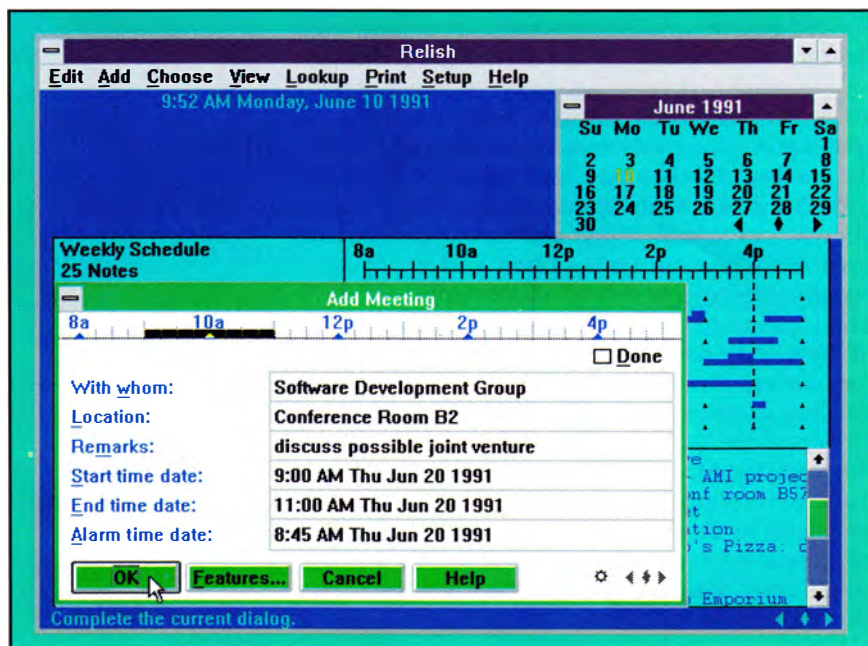 Relish
Edit Add Choose View Lookup Print Setup Help
9:52 AM Monday, June 10 1991
June 1991
Su Mo Tu We Th Fr Sa
1
2 3 4 5 6 7 8
9 10 11 12 13 14 15
16 17 18 19 20 21 22
23 24 25 26 27 28 29
30
Weekly Schedule
25 Notes
8a 10a 12p 2p 4p
Add Meeting
8a 10a 12p 2p 4p
Done
With whom: Software Development Group
Location: Conference Room B2
Remarks: discuss possible joint venture
Start time date: 9:00 AM Thu Jun 20 1991
End time date: 11:00 AM Thu Jun 20 1991
Alarm time date: 8:45 AM Thu Jun 20 1991
AMI projec
onf room B57
et
ation
o's Pizza: c
Emporium
OK Features... Cancel Help
Complete the current dialog.